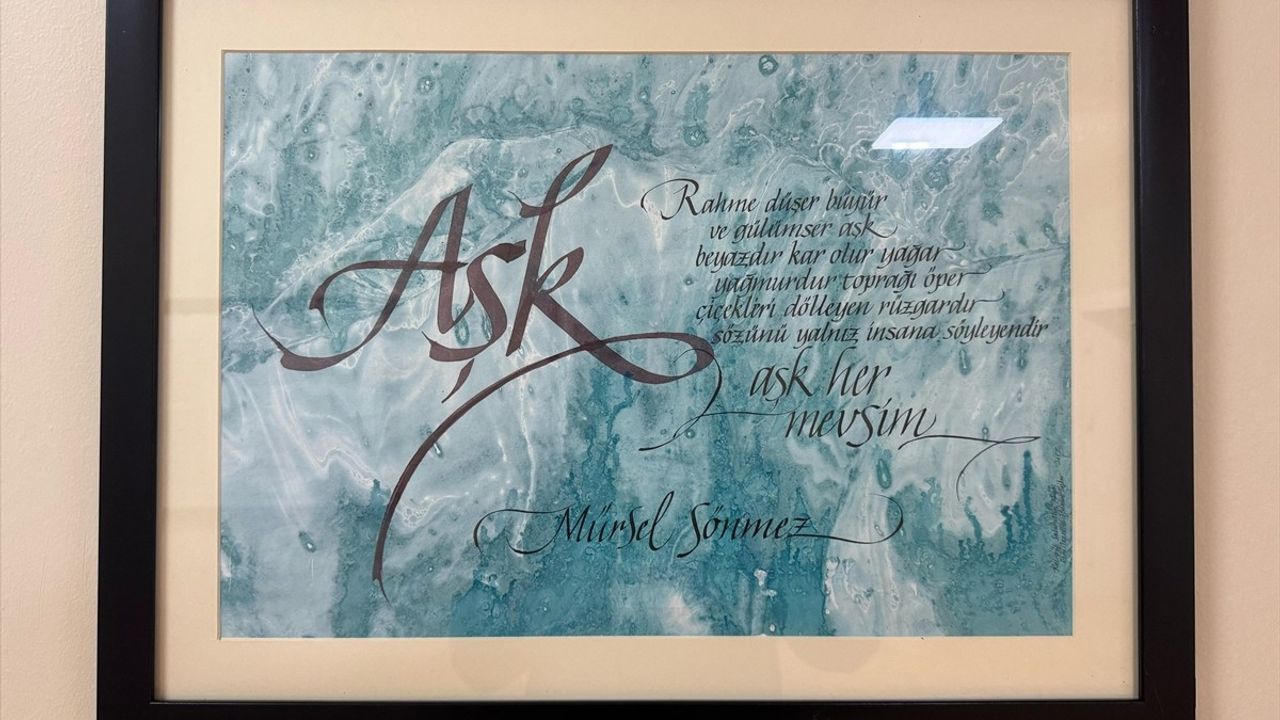 Aşk
Rahme düşer büyür
ve gülümser aşk
beyazdır kar olur yağar
yağmurdur toprağı öper
çiçekleri dölleyen rüzgardır
sözünü yalnız insana söyleyendir
aşk her
mevsim
Mürsel Sönmez